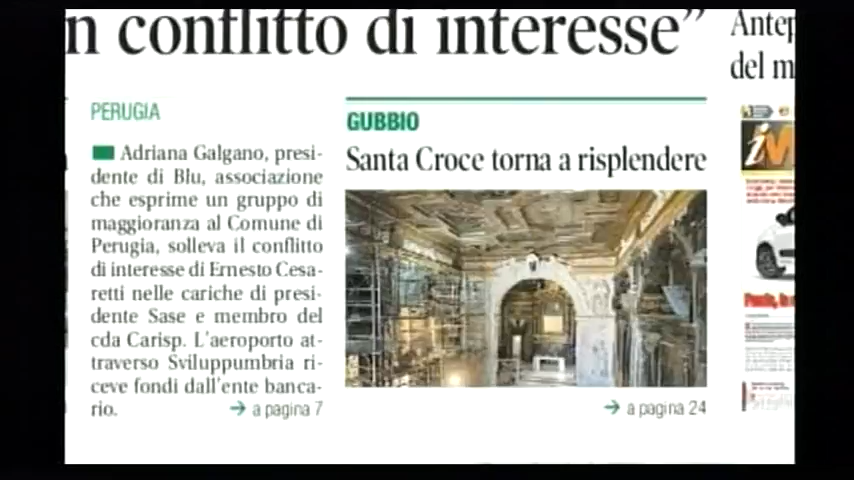 n conflitto di interesse”
PERUGIA
Adriana Galgano, presi-
dente di Blu, associazione
che esprime un gruppo di
maggioranza al Comune di
Perugia, solleva il conflitto
di interesse di Ernesto Cesa-
retti nelle cariche di presi-
dente Sase e membro del
cda Carisp. L'aeroporto at-
traverso Sviluppumbria ri-
ceve fondi dall'ente banca-
rio.
→ a pagina 7
GUBBIO
Santa Croce torna a risplendere
→ a pagina 24
Antep
del m